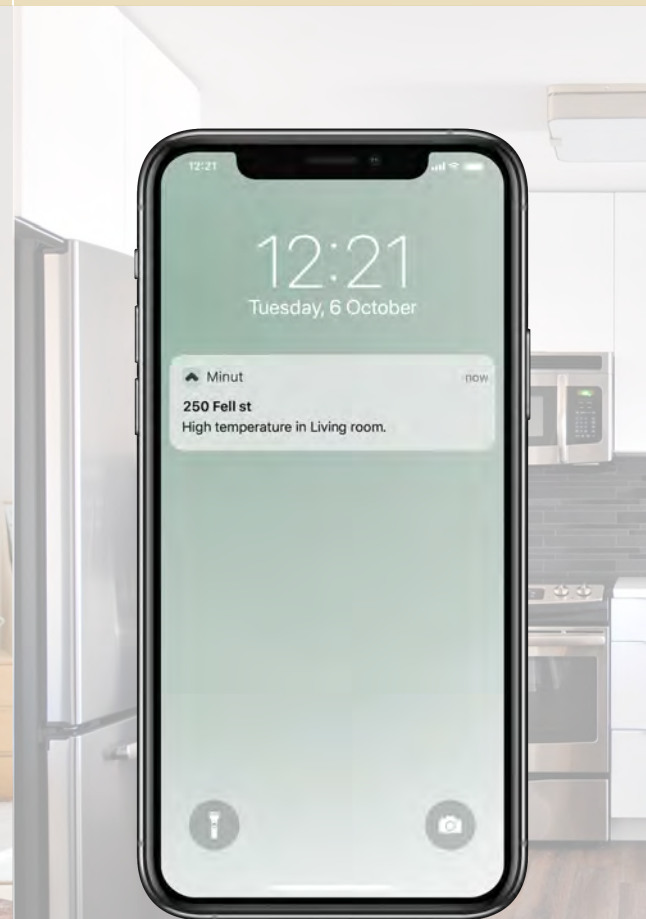 12:21
12:21
Tuesday, 6 October
Minut
now
250 Fell st
High temperature in Living room.